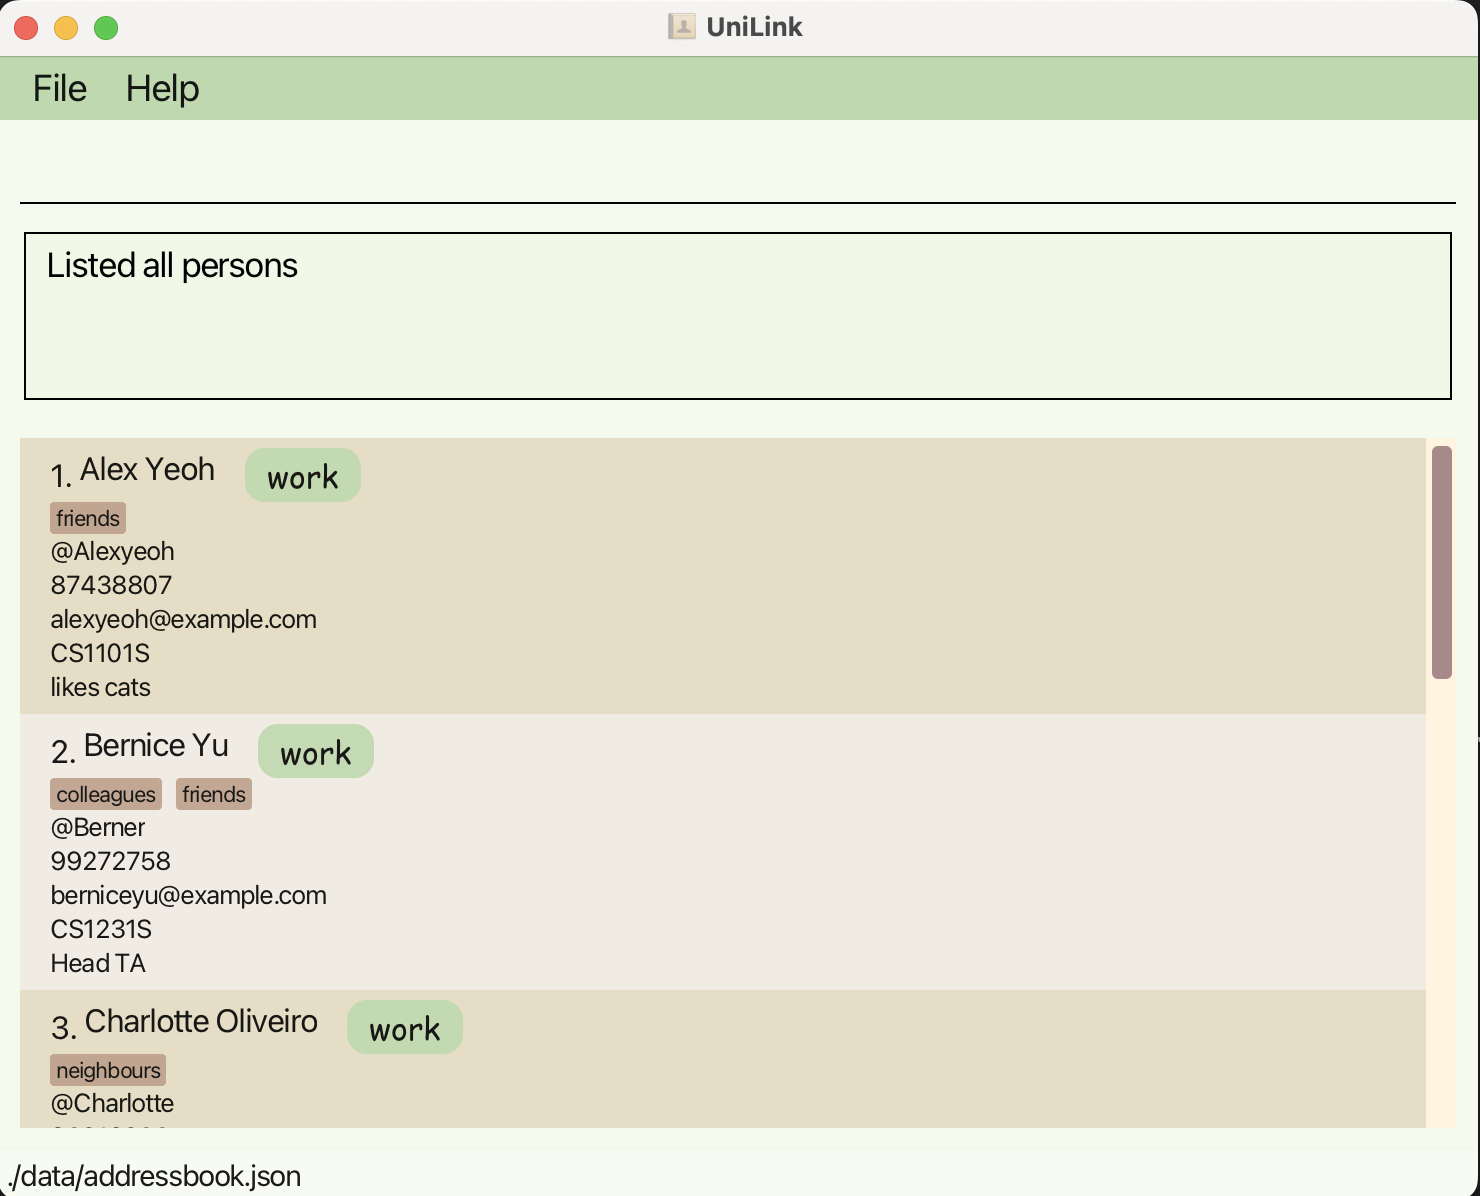 UniLink
File Help
Listed all persons
1. Alex Yeoh work
friends
@Alexyeoh
87438807
alexyeoh@example.com
CS1101S
likes cats
2. Bernice Yu work
colleagues friends
@Berner
99272758
berniceyu@example.com
CS1231S
Head TA
3. Charlotte Oliveiro work
neighbours
@Charlotte
./data/addressbook.json